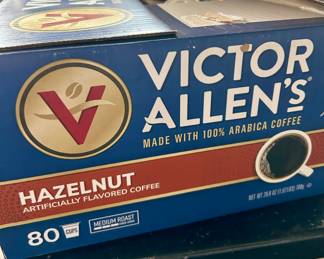 VICTOR
ALLEN'S
MADE WITH 100% ARABICA COFFEE
HAZELNUT
ARTIFICIALLY FLAVORED COFFEE
80 CUPS
MEDIUM ROAST